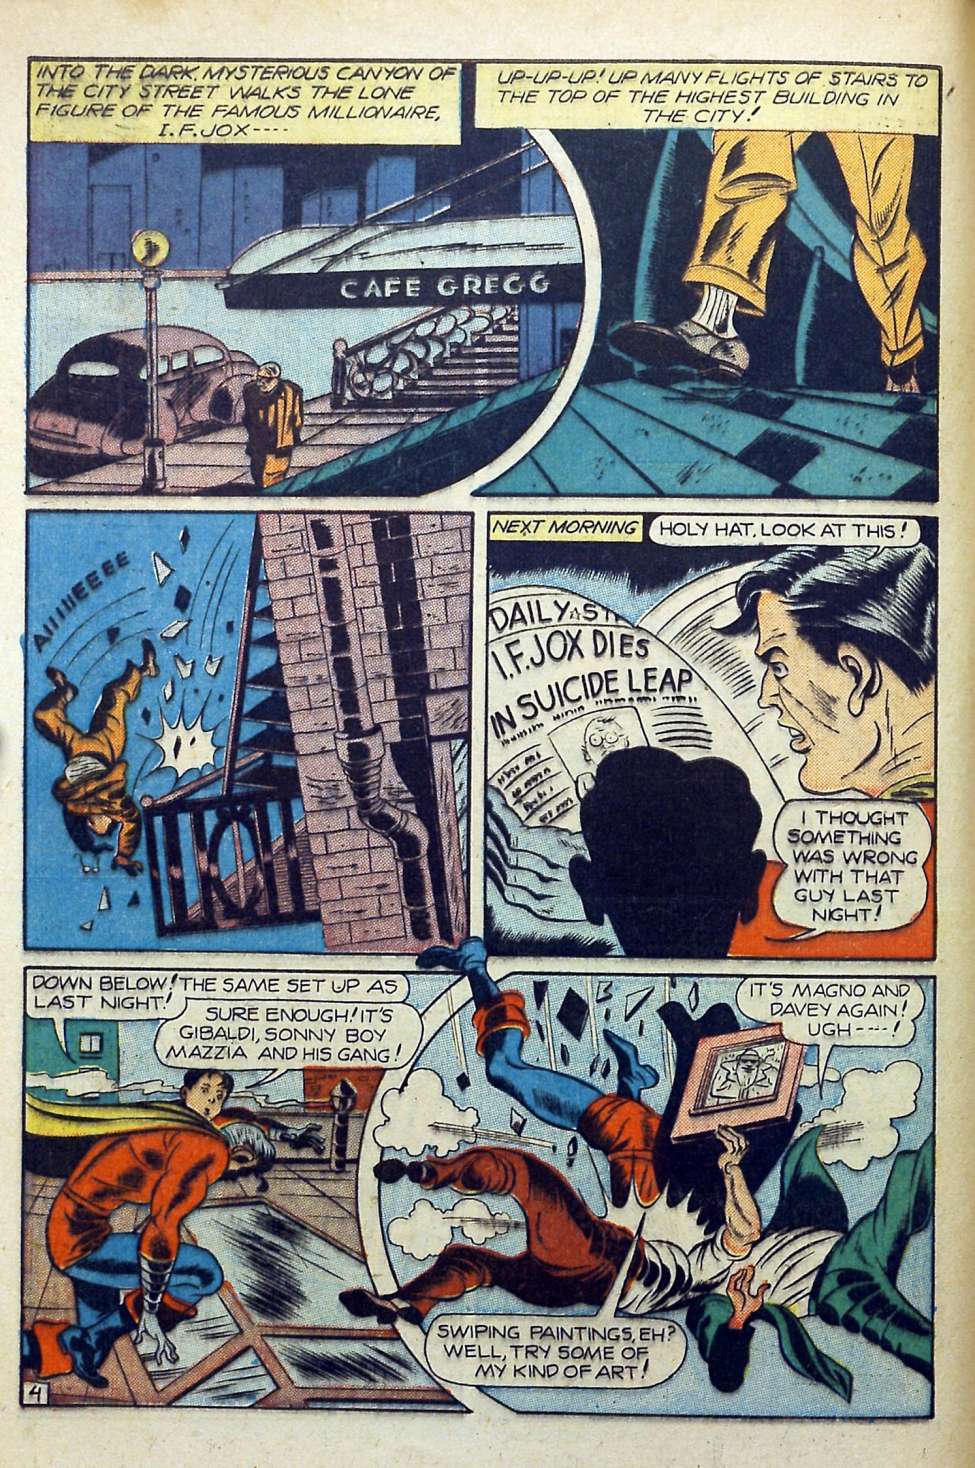 INTO THE DARK, MYSTERIOUS CANYON OF
THE CITY STREET WALKS THE LONE
FIGURE OF THE FAMOUS MILLIONAIRE,
I.F. JOX----
CAFE GREGG
UP-UP-UP! UP MANY FLIGHTS OF STAIRS TO
THE TOP OF THE HIGHEST BUILDING IN
THE CITY!
AIIIIEEEEE
NEXT MORNING
HOLY HAT, LOOK AT THIS!
DAILY ST
I.F. JOX DIES
IN SUICIDE LEAP
I THOUGHT
SOMETHING
WAS WRONG
WITH THAT
GUY LAST
NIGHT!
DOWN BELOW! THE SAME SET UP AS
LAST NIGHT!
SURE ENOUGH! IT'S
GIBALDI, SONNY BOY
MAZZIA AND HIS GANG!
IT'S MAGNO AND
DAVEY AGAIN!
UGH----!
SWIPING PAINTINGS, EH?
WELL, TRY SOME OF
MY KIND OF ART!
4